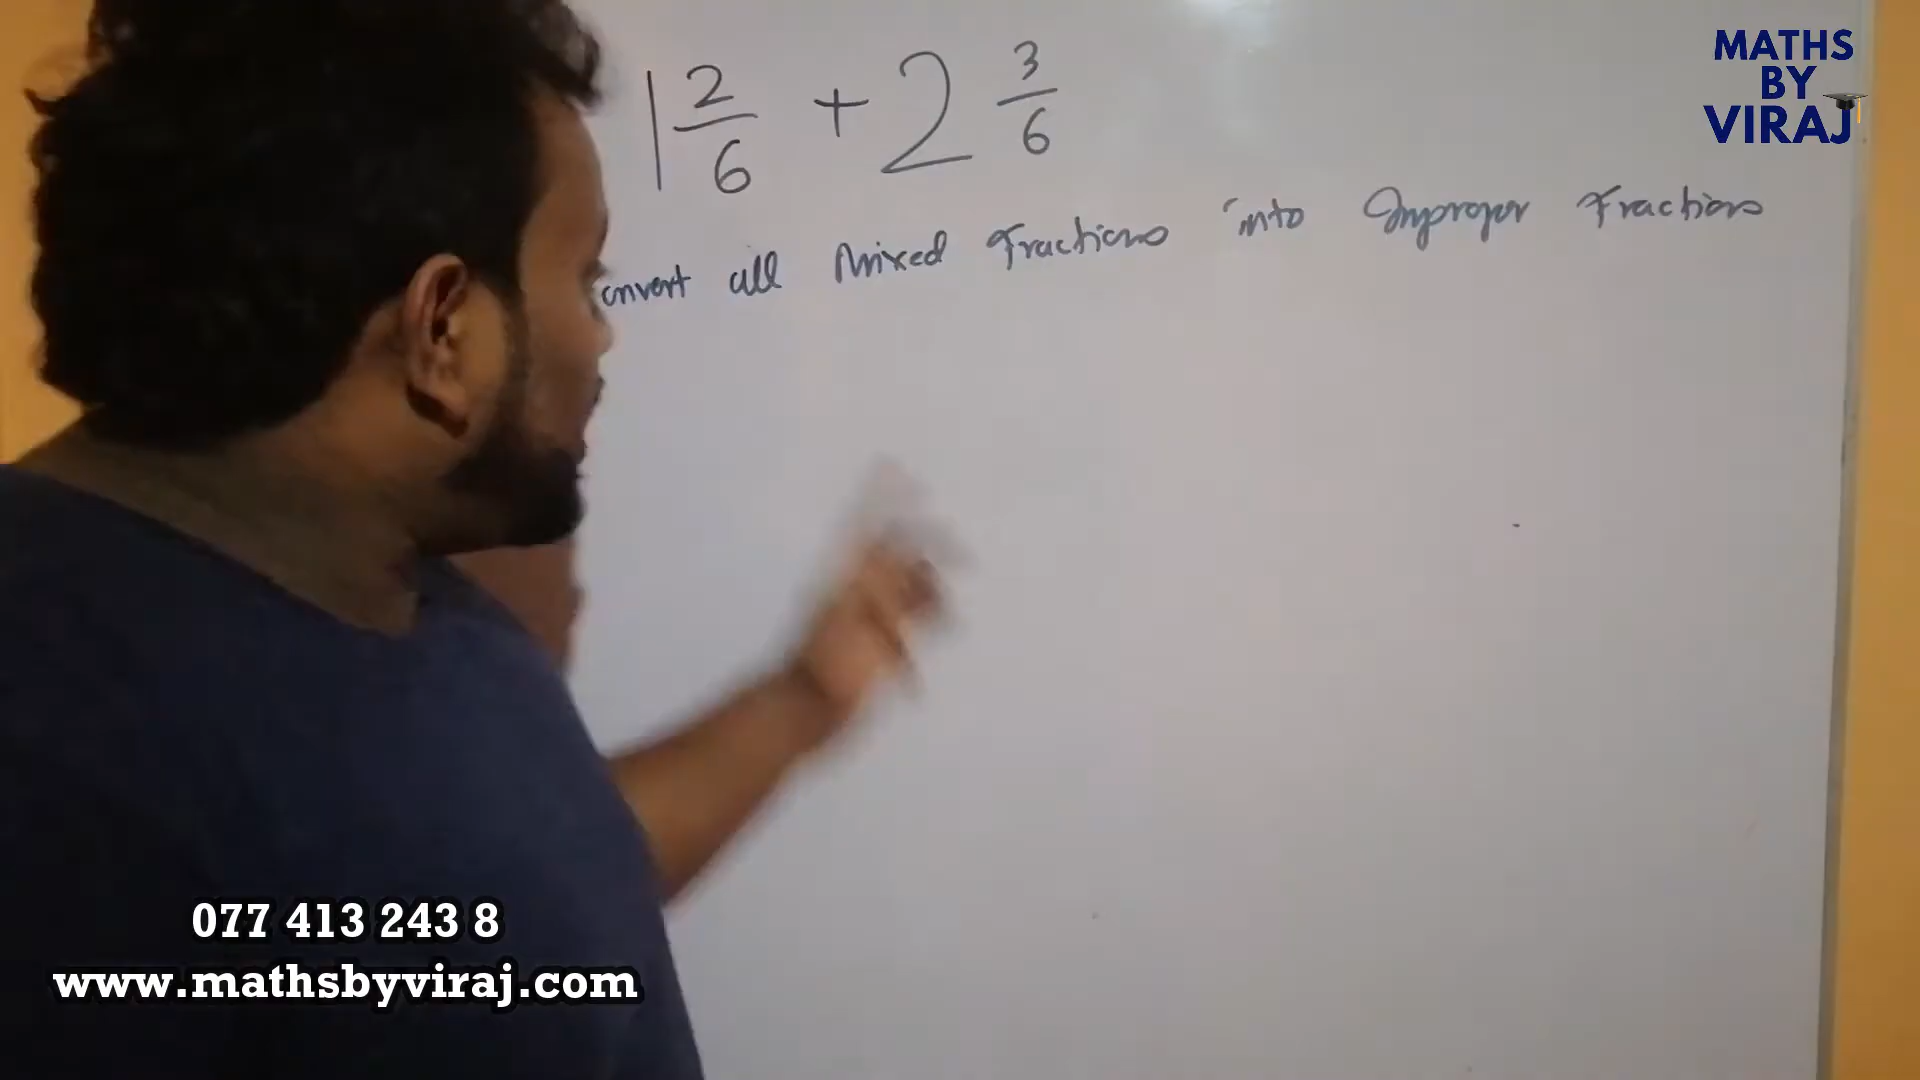 1 2/6 + 2 3/6
onvert all Mixed Fractions into Improper Fractions
MATHS
BY
VIRAJ
077 413 243 8
www.mathsbyviraj.com